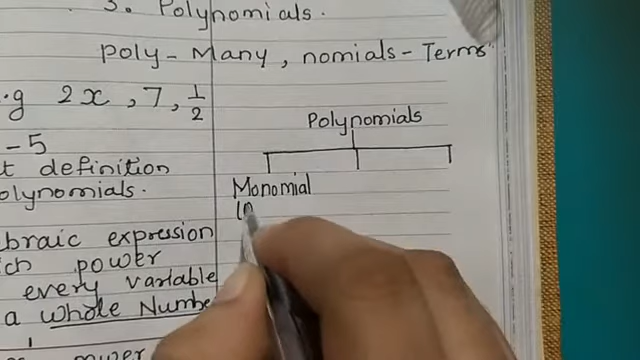 3. Polynomials.
Poly - Many, nomials - Terms
.g 2x, 7, 1/2
-5
t definition
olynomials.
braic expression
ch power
every variable
a whole Numbe
Polynomials
Monomial